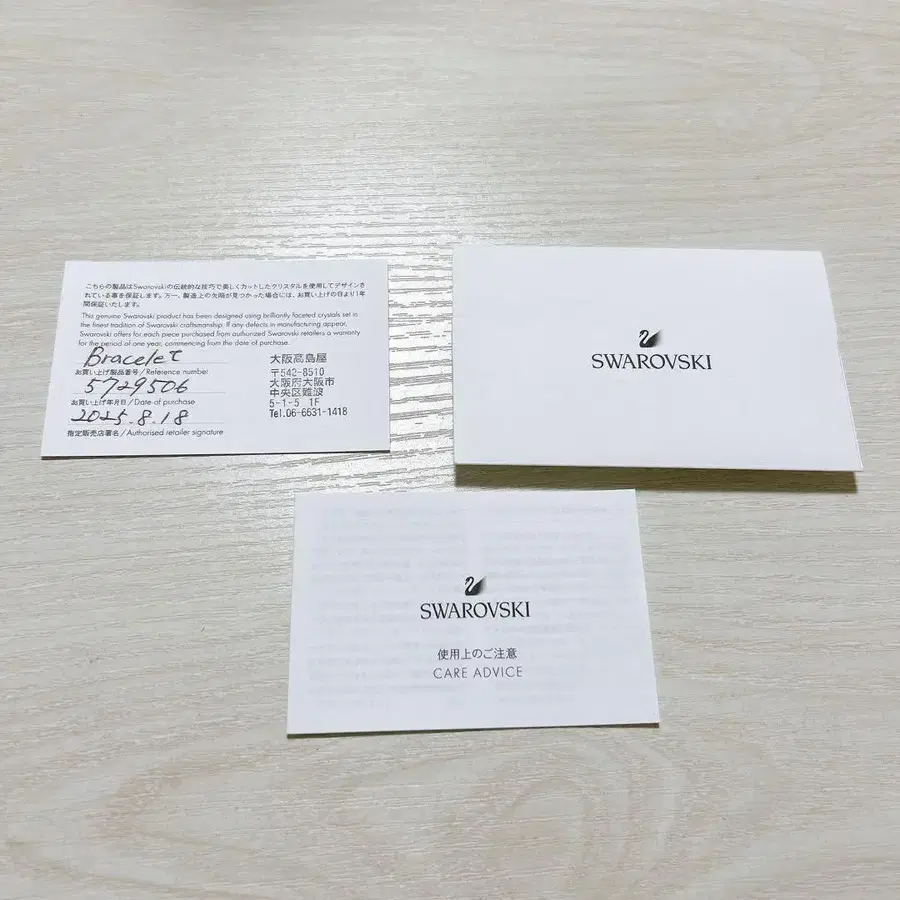 こちらの製品はSwarovskiの伝統的な技巧で美しくカットしたクリスタルを使用してデザインさ
れている事を保証します。万一、製造上の欠陥が見つかった場合には、お買い上げの日より1年
間保証いたします。
This genuine Swarovski product has been designed using brilliantly faceted crystals set in
the finest tradition of Swarovski craftsmanship. If any defects in manufacturing appear,
Swarovski offers for each piece purchased from authorized Swarovski retailers a warranty
for the period of one year, commencing from the date of purchase.
Bracelet
お買い上げ製品番号 / Reference number
5729506
お買い上げ年月日 / Date of purchase
2025.8.18
指定販売店署名 / Authorised retailer signature
大阪高島屋
〒542-8510
大阪府大阪市
中央区難波
5-1-5 1F
Tel.06-6631-1418
SWAROVSKI
SWAROVSKI
使用上のご注意
CARE ADVICE